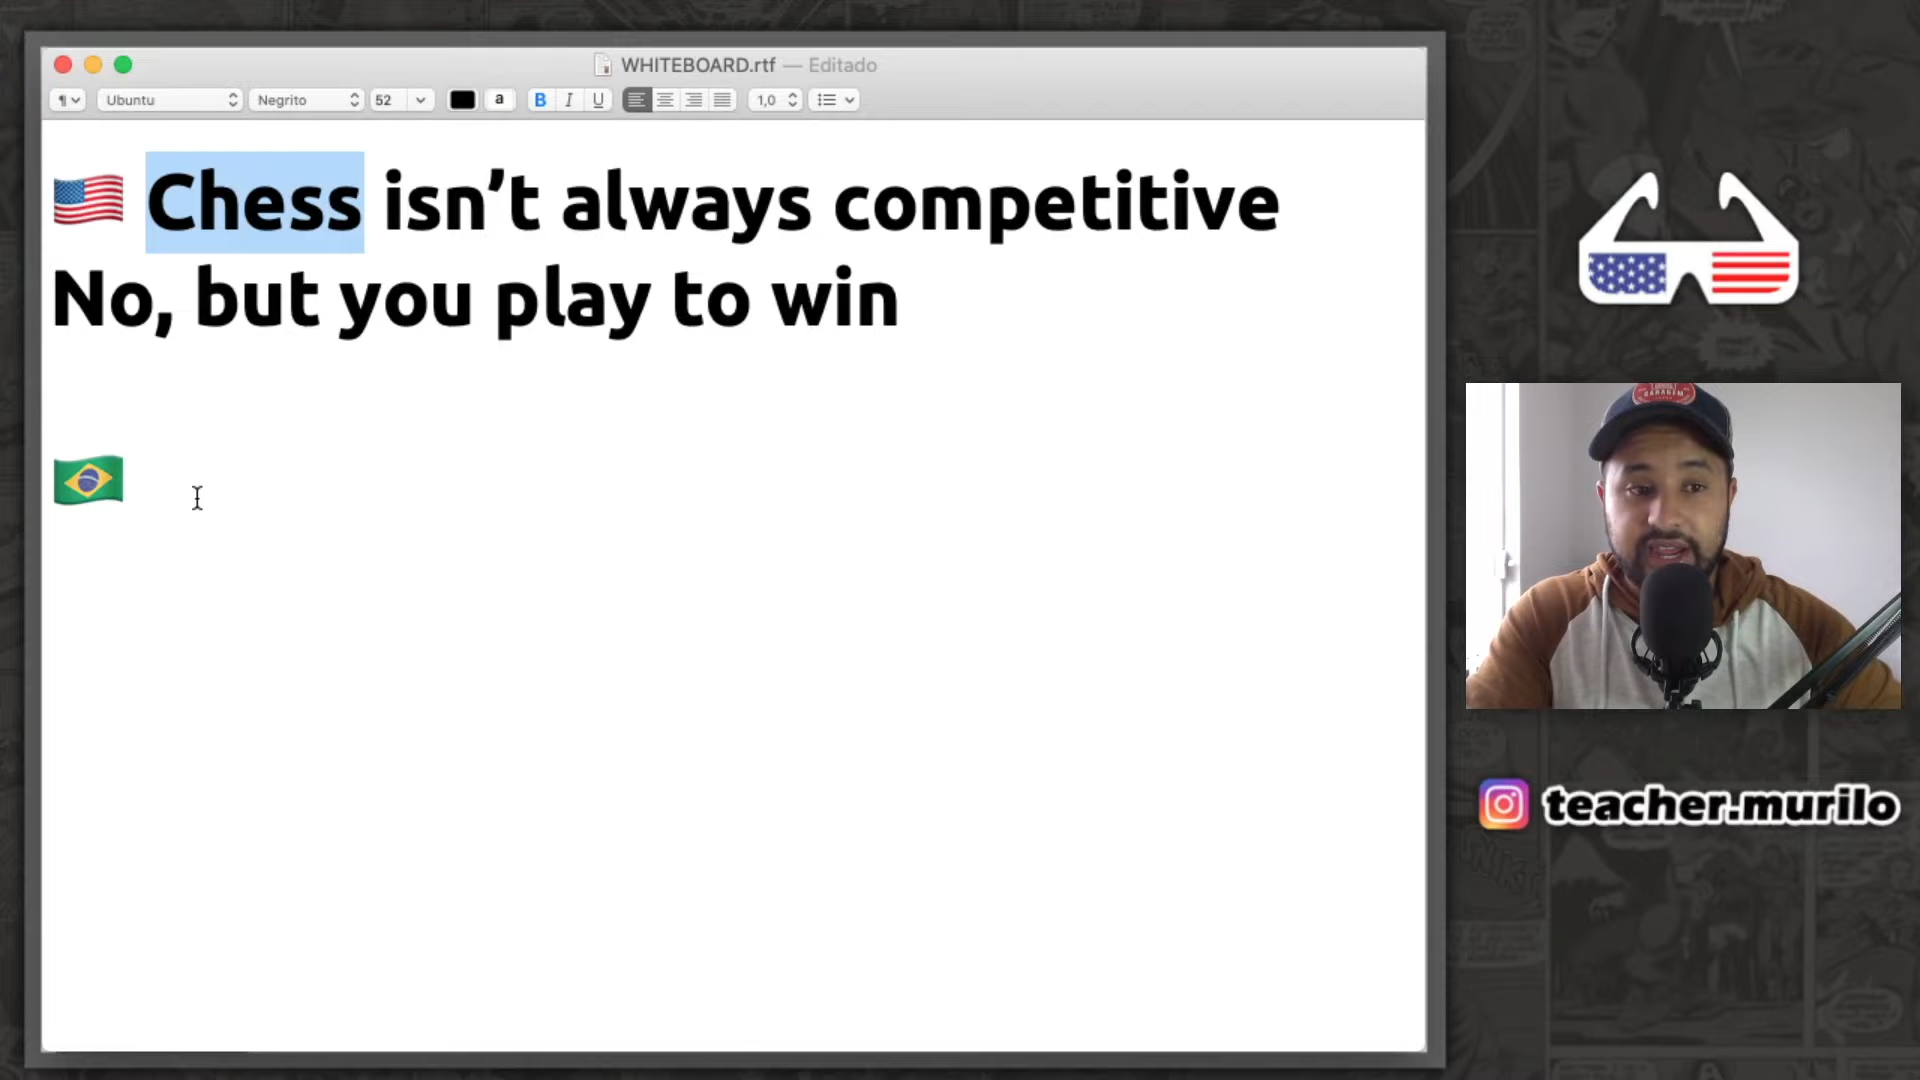 WHITEBOARD.rtf — Editado
Ubuntu Negrito 52 a B I U 1,0
Chess isn’t always competitive
No, but you play to win
GARAGEM
teacher.murilo